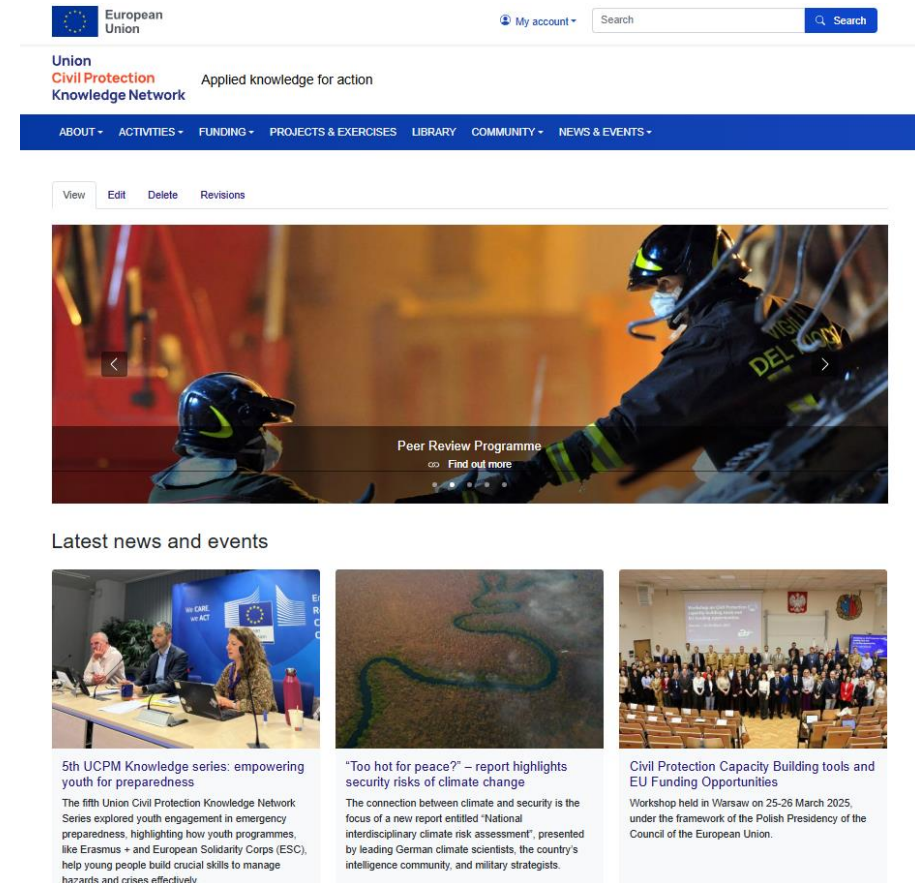 European
Union
My account
Search
Search
Union
Civil Protection
Knowledge Network
Applied knowledge for action
ABOUT
ACTIVITIES
FUNDING
PROJECTS & EXERCISES
LIBRARY
COMMUNITY
NEWS & EVENTS
View
Edit
Delete
Revisions
VIGILI
DEL FUOCO
Peer Review Programme
Find out more
Latest news and events
We CARE,
we ACT
5th UCPM Knowledge series: empowering
youth for preparedness
The fifth Union Civil Protection Knowledge Network
Series explored youth engagement in emergency
preparedness, highlighting how youth programmes,
like Erasmus + and European Solidarity Corps (ESC),
help young people build crucial skills to manage
hazards and crises effectively.
“Too hot for peace?” – report highlights
security risks of climate change
The connection between climate and security is the
focus of a new report entitled “National
interdisciplinary climate risk assessment”, presented
by leading German climate scientists, the country's
intelligence community, and military strategists.
Civil Protection Capacity Building tools and
EU Funding Opportunities
Workshop held in Warsaw on 25-26 March 2025,
under the framework of the Polish Presidency of the
Council of the European Union.